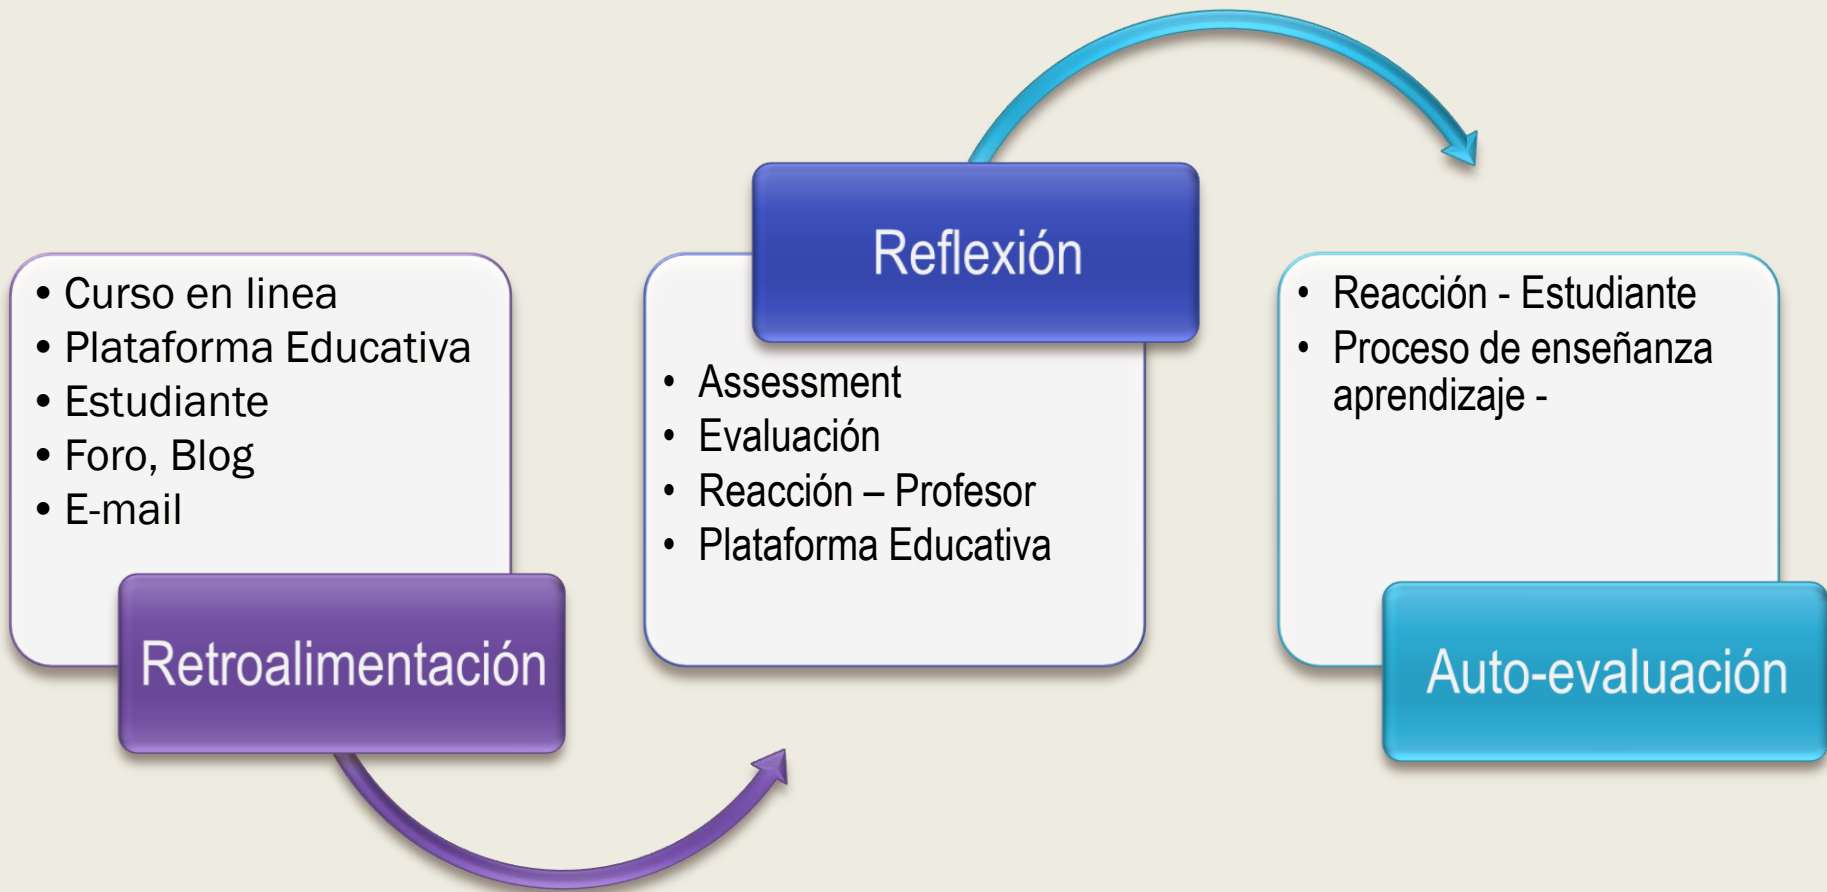 • Curso en linea
• Plataforma Educativa
• Estudiante
• Foro, Blog
• E-mail
Retroalimentación
Reflexión
• Assessment
• Evaluación
• Reacción – Profesor
• Plataforma Educativa
• Reacción - Estudiante
• Proceso de enseñanza
aprendizaje -
Auto-evaluación